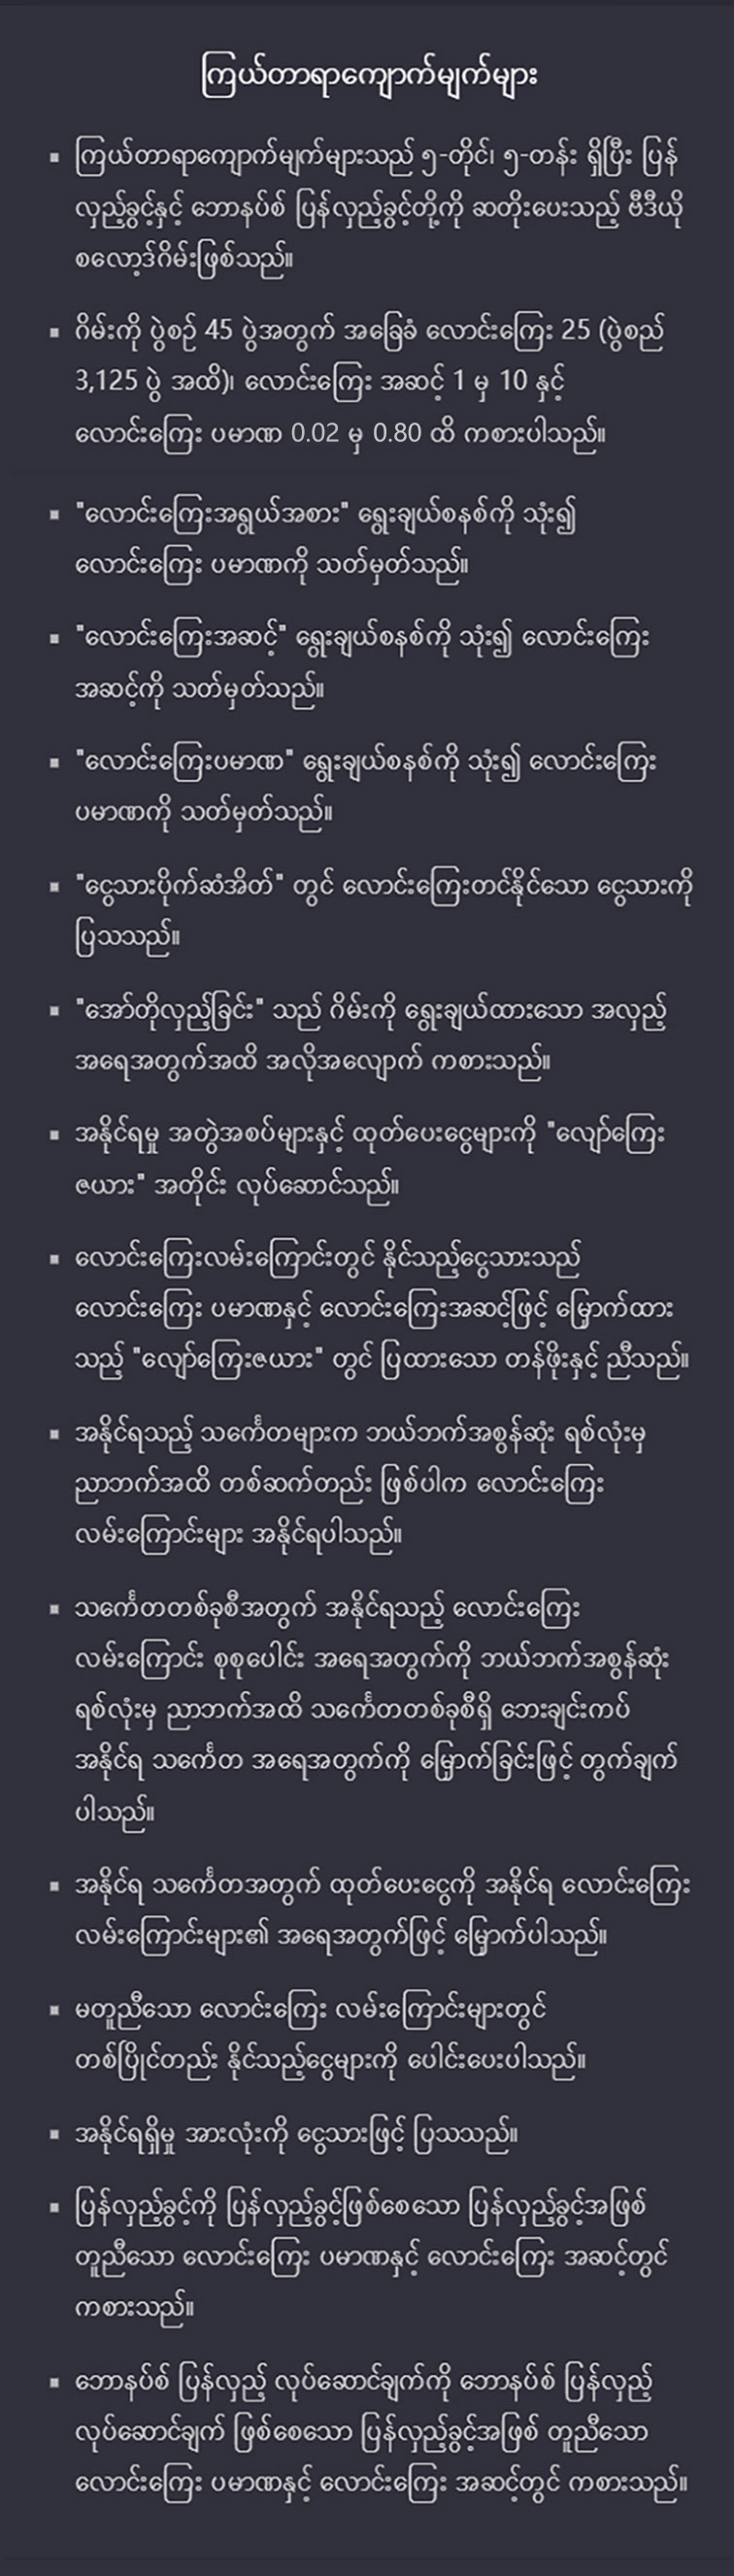 ကြယ်တာရာကျောက်မျက်များ
▪ ကြယ်တာရာကျောက်မျက်များသည် ၅-တိုင်၊ ၅-တန်း ရှိပြီး ပြန်
လှည့်ခွင့်နှင့် ဘောနပ်စ် ပြန်လှည့်ခွင့်တို့ကို ဆတိုးပေးသည့် ဗီဒီယို
စလော့ဒ်ဂိမ်းဖြစ်သည်။
▪ ဂိမ်းကို ပွဲစဉ် 45 ပွဲအတွက် အခြေခံ လောင်းကြေး 25 (ပွဲစည်
3,125 ပွဲ အထိ)၊ လောင်းကြေး အဆင့် 1 မှ 10 နှင့်
လောင်းကြေး ပမာဏ 0.02 မှ 0.80 ထိ ကစားပါသည်။
▪ "လောင်းကြေးအရွယ်အစား" ရွေးချယ်စနစ်ကို သုံး၍
လောင်းကြေး ပမာဏကို သတ်မှတ်သည်။
▪ "လောင်းကြေးအဆင့်" ရွေးချယ်စနစ်ကို သုံး၍ လောင်းကြေး
အဆင့်ကို သတ်မှတ်သည်။
▪ "လောင်းကြေးပမာဏ" ရွေးချယ်စနစ်ကို သုံး၍ လောင်းကြေး
ပမာဏကို သတ်မှတ်သည်။
▪ "ငွေသားပိုက်ဆံအိတ်" တွင် လောင်းကြေးတင်နိုင်သော ငွေသားကို
ပြသသည်။
▪ "အော်တိုလှည့်ခြင်း" သည် ဂိမ်းကို ရွေးချယ်ထားသော အလှည့်
အရေအတွက်အထိ အလိုအလျောက် ကစားသည်။
▪ အနိုင်ရမှု အတွဲအစပ်များနှင့် ထုတ်ပေးငွေများကို "လျော်ကြေး
ဇယား" အတိုင်း လုပ်ဆောင်သည်။
▪ လောင်းကြေးလမ်းကြောင်းတွင် နိုင်သည့်ငွေသားသည်
လောင်းကြေး ပမာဏနှင့် လောင်းကြေးအဆင့်ဖြင့် မြှောက်ထား
သည့် "လျော်ကြေးဇယား" တွင် ပြထားသော တန်ဖိုးနှင့် ညီသည်။
▪ အနိုင်ရသည့် သင်္ကေတများက ဘယ်ဘက်အစွန်ဆုံး ရစ်လုံးမှ
ညာဘက်အထိ တစ်ဆက်တည်း ဖြစ်ပါက လောင်းကြေး
လမ်းကြောင်းများ အနိုင်ရပါသည်။
▪ သင်္ကေတတစ်ခုစီအတွက် အနိုင်ရသည့် လောင်းကြေး
လမ်းကြောင်း စုစုပေါင်း အရေအတွက်ကို ဘယ်ဘက်အစွန်ဆုံး
ရစ်လုံးမှ ညာဘက်အထိ သင်္ကေတတစ်ခုစီရှိ ဘေးချင်းကပ်
အနိုင်ရ သင်္ကေတ အရေအတွက်ကို မြှောက်ခြင်းဖြင့် တွက်ချက်
ပါသည်။
▪ အနိုင်ရ သင်္ကေတအတွက် ထုတ်ပေးငွေကို အနိုင်ရ လောင်းကြေး
လမ်းကြောင်းများ၏ အရေအတွက်ဖြင့် မြှောက်ပါသည်။
▪ မတူညီသော လောင်းကြေး လမ်းကြောင်းများတွင်
တစ်ပြိုင်တည်း နိုင်သည့်ငွေများကို ပေါင်းပေးပါသည်။
▪ အနိုင်ရရှိမှု အားလုံးကို ငွေသားဖြင့် ပြသသည်။
▪ ပြန်လှည့်ခွင့်ကို ပြန်လှည့်ခွင့်ဖြစ်စေသော ပြန်လှည့်ခွင့်အဖြစ်
တူညီသော လောင်းကြေး ပမာဏနှင့် လောင်းကြေး အဆင့်တွင်
ကစားသည်။
▪ ဘောနပ်စ် ပြန်လှည့် လုပ်ဆောင်ချက်ကို ဘောနပ်စ် ပြန်လှည့်
လုပ်ဆောင်ချက် ဖြစ်စေသော ပြန်လှည့်ခွင့်အဖြစ် တူညီသော
လောင်းကြေး ပမာဏနှင့် လောင်းကြေး အဆင့်တွင် ကစားသည်။